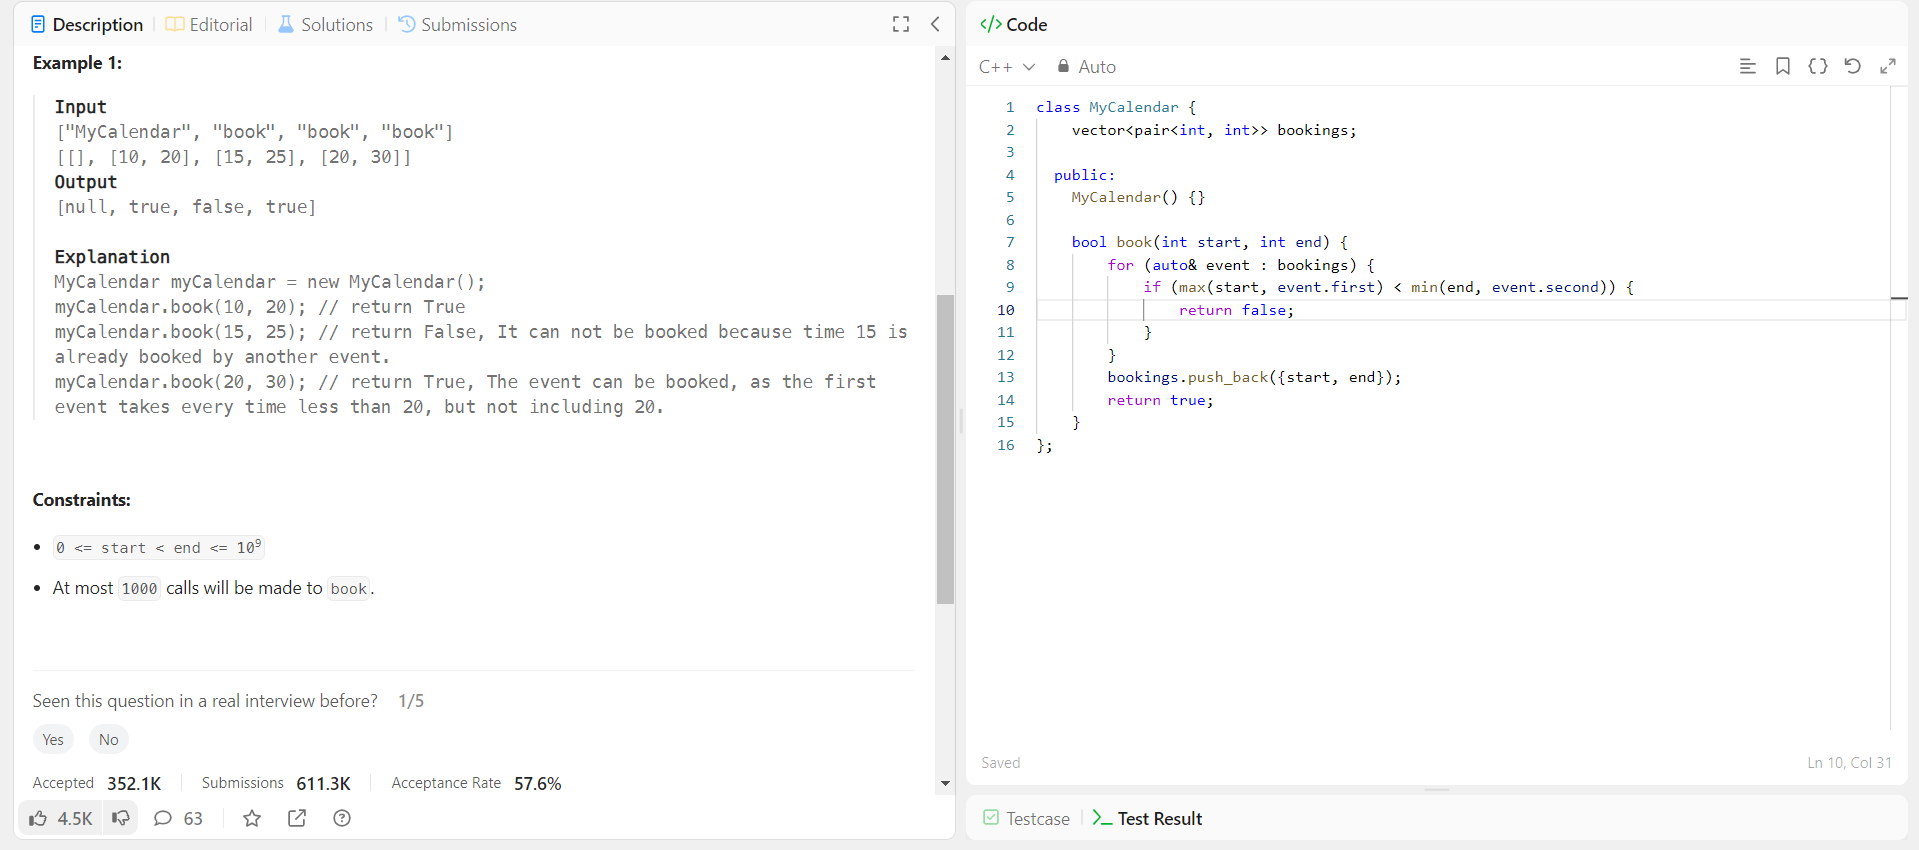 Description
Editorial
Solutions
Submissions
Example 1:
Input
["MyCalendar", "book", "book", "book"]
[[], [10, 20], [15, 25], [20, 30]]
Output
[null, true, false, true]
Explanation
MyCalendar myCalendar = new MyCalendar();
myCalendar.book(10, 20); // return True
myCalendar.book(15, 25); // return False, It can not be booked because time 15 is
already booked by another event.
myCalendar.book(20, 30); // return True, The event can be booked, as the first
event takes every time less than 20, but not including 20.
Constraints:
• 0 <= start < end <= 10⁹
• At most 1000 calls will be made to book.
Seen this question in a real interview before? 1/5
Yes No
Accepted 352.1K Submissions 611.3K Acceptance Rate 57.6%
4.5K 63
</> Code
C++ Auto
1 class MyCalendar {
2     vector<pair<int, int>> bookings;
3
4   public:
5     MyCalendar() {}
6
7     bool book(int start, int end) {
8         for (auto& event : bookings) {
9             if (max(start, event.first) < min(end, event.second)) {
10                 return false;
11             }
12         }
13         bookings.push_back({start, end});
14         return true;
15     }
16 };
Saved
Ln 10, Col 31
Testcase
Test Result